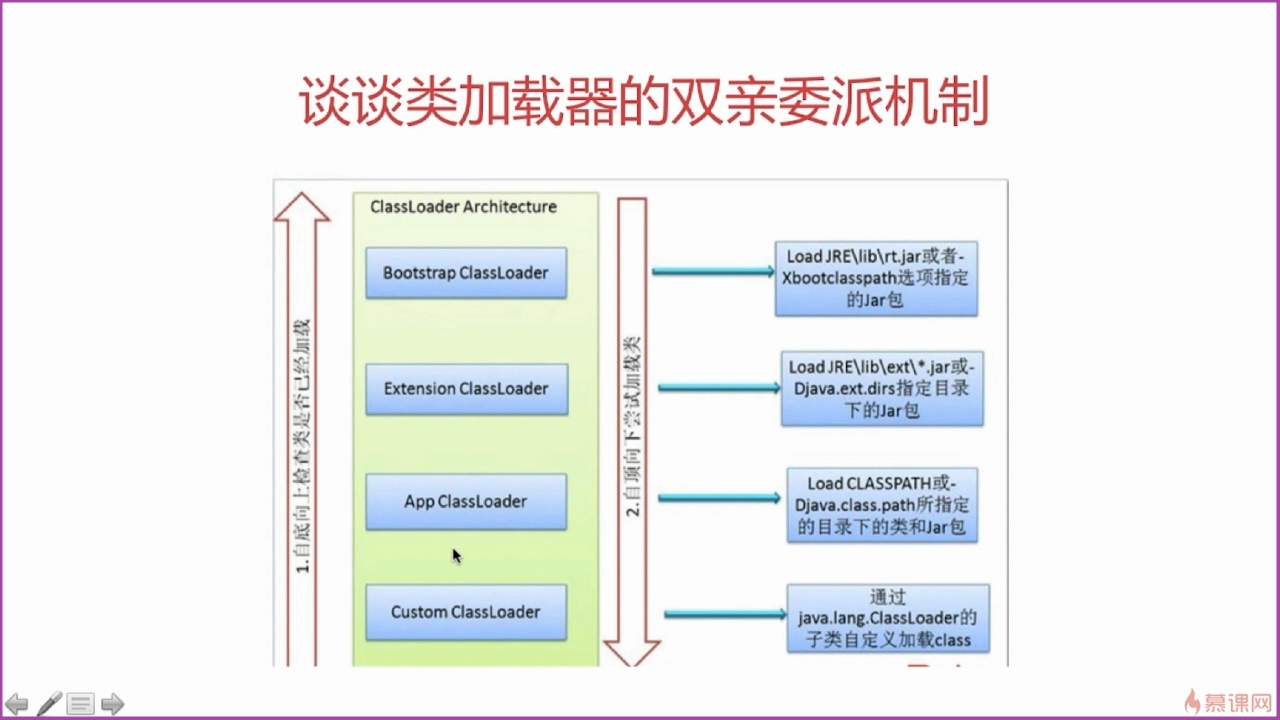 谈谈类加载器的双亲委派机制
ClassLoader Architecture
1.自底向上检查类是否已经加载
2.自顶向下尝试加载类
Bootstrap ClassLoader
Load JRE\lib\rt.jar或者-
Xbootclasspath选项指定
的Jar包
Extension ClassLoader
Load JRE\lib\ext\*.jar或-
Djava.ext.dirs指定目录
下的Jar包
App ClassLoader
Load CLASSPATH或-
Djava.class.path所指定
的目录下的类和Jar包
Custom ClassLoader
通过
java.lang.ClassLoader的
子类自定义加载class
慕课网